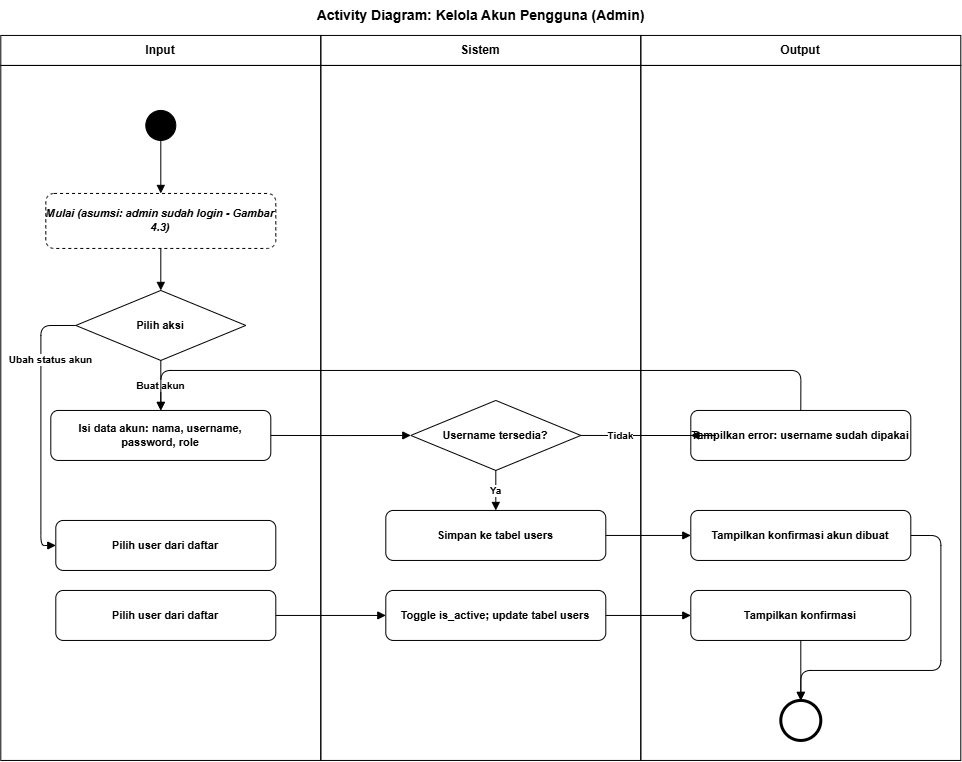 Activity Diagram: Kelola Akun Pengguna (Admin)
Input
Sistem
Output
Mulai (asumsi: admin sudah login - Gambar
4.3)
Pilih aksi
Ubah status akun
Buat akun
Isi data akun: nama, username,
password, role
Username tersedia?
Tidak
Tampilkan error: username sudah dipakai
Ya
Simpan ke tabel users
Tampilkan konfirmasi akun dibuat
Pilih user dari daftar
Pilih user dari daftar
Toggle is_active; update tabel users
Tampilkan konfirmasi